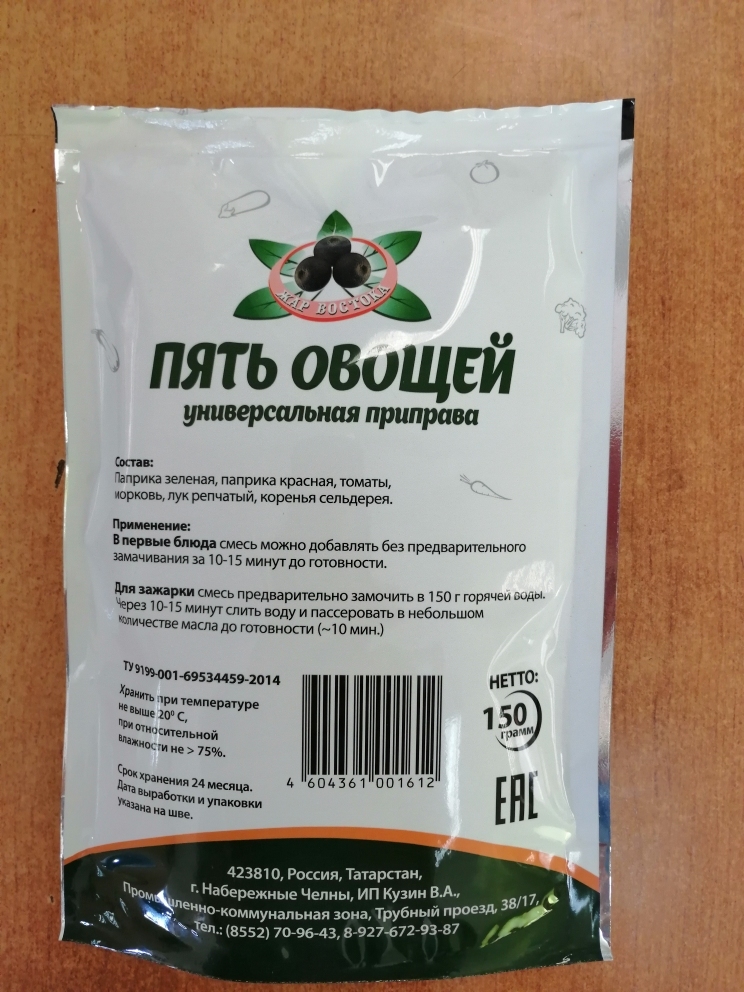 ЖАР ВОСТОКА
ПЯТЬ ОВОЩЕЙ
универсальная приправа
Состав:
Паприка зеленая, паприка красная, томаты,
морковь, лук репчатый, коренья сельдерея.
Применение:
В первые блюда смесь можно добавлять без предварительного
замачивания за 10-15 минут до готовности.
Для зажарки смесь предварительно замочить в 150 г горячей воды.
Через 10-15 минут слить воду и пассеровать в небольшом
количестве масла до готовности (~10 мин.)
ТУ 9199-001-69534459-2014
Хранить при температуре
не выше 20⁰ С,
при относительной
влажности не > 75%.
Срок хранения 24 месяца.
Дата выработки и упаковки
указана на шве.
4 604361 001612
НЕТТО:
150
грамм
ЕАС
423810, Россия, Татарстан,
г. Набережные Челны, ИП Кузин В.А.,
Промышленно-коммунальная зона, Трубный проезд, 38/17,
тел.: (8552) 70-96-43, 8-927-672-93-87